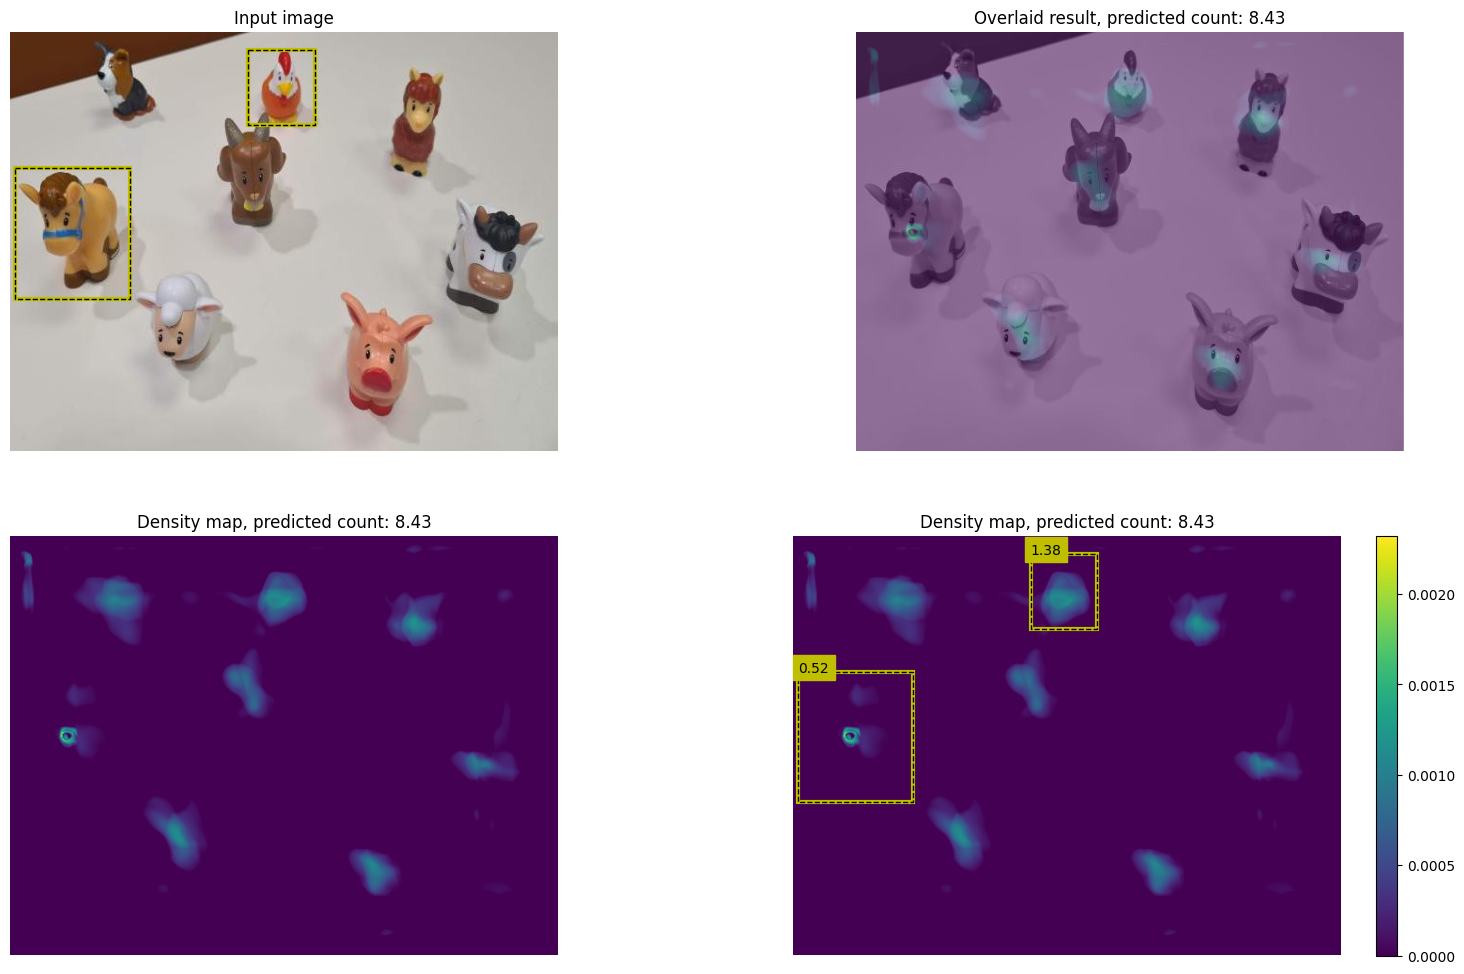 Input image
Overlaid result, predicted count: 8.43
Density map, predicted count: 8.43
Density map, predicted count: 8.43
1.38
0.52
0.0020
0.0015
0.0010
0.0005
0.0000